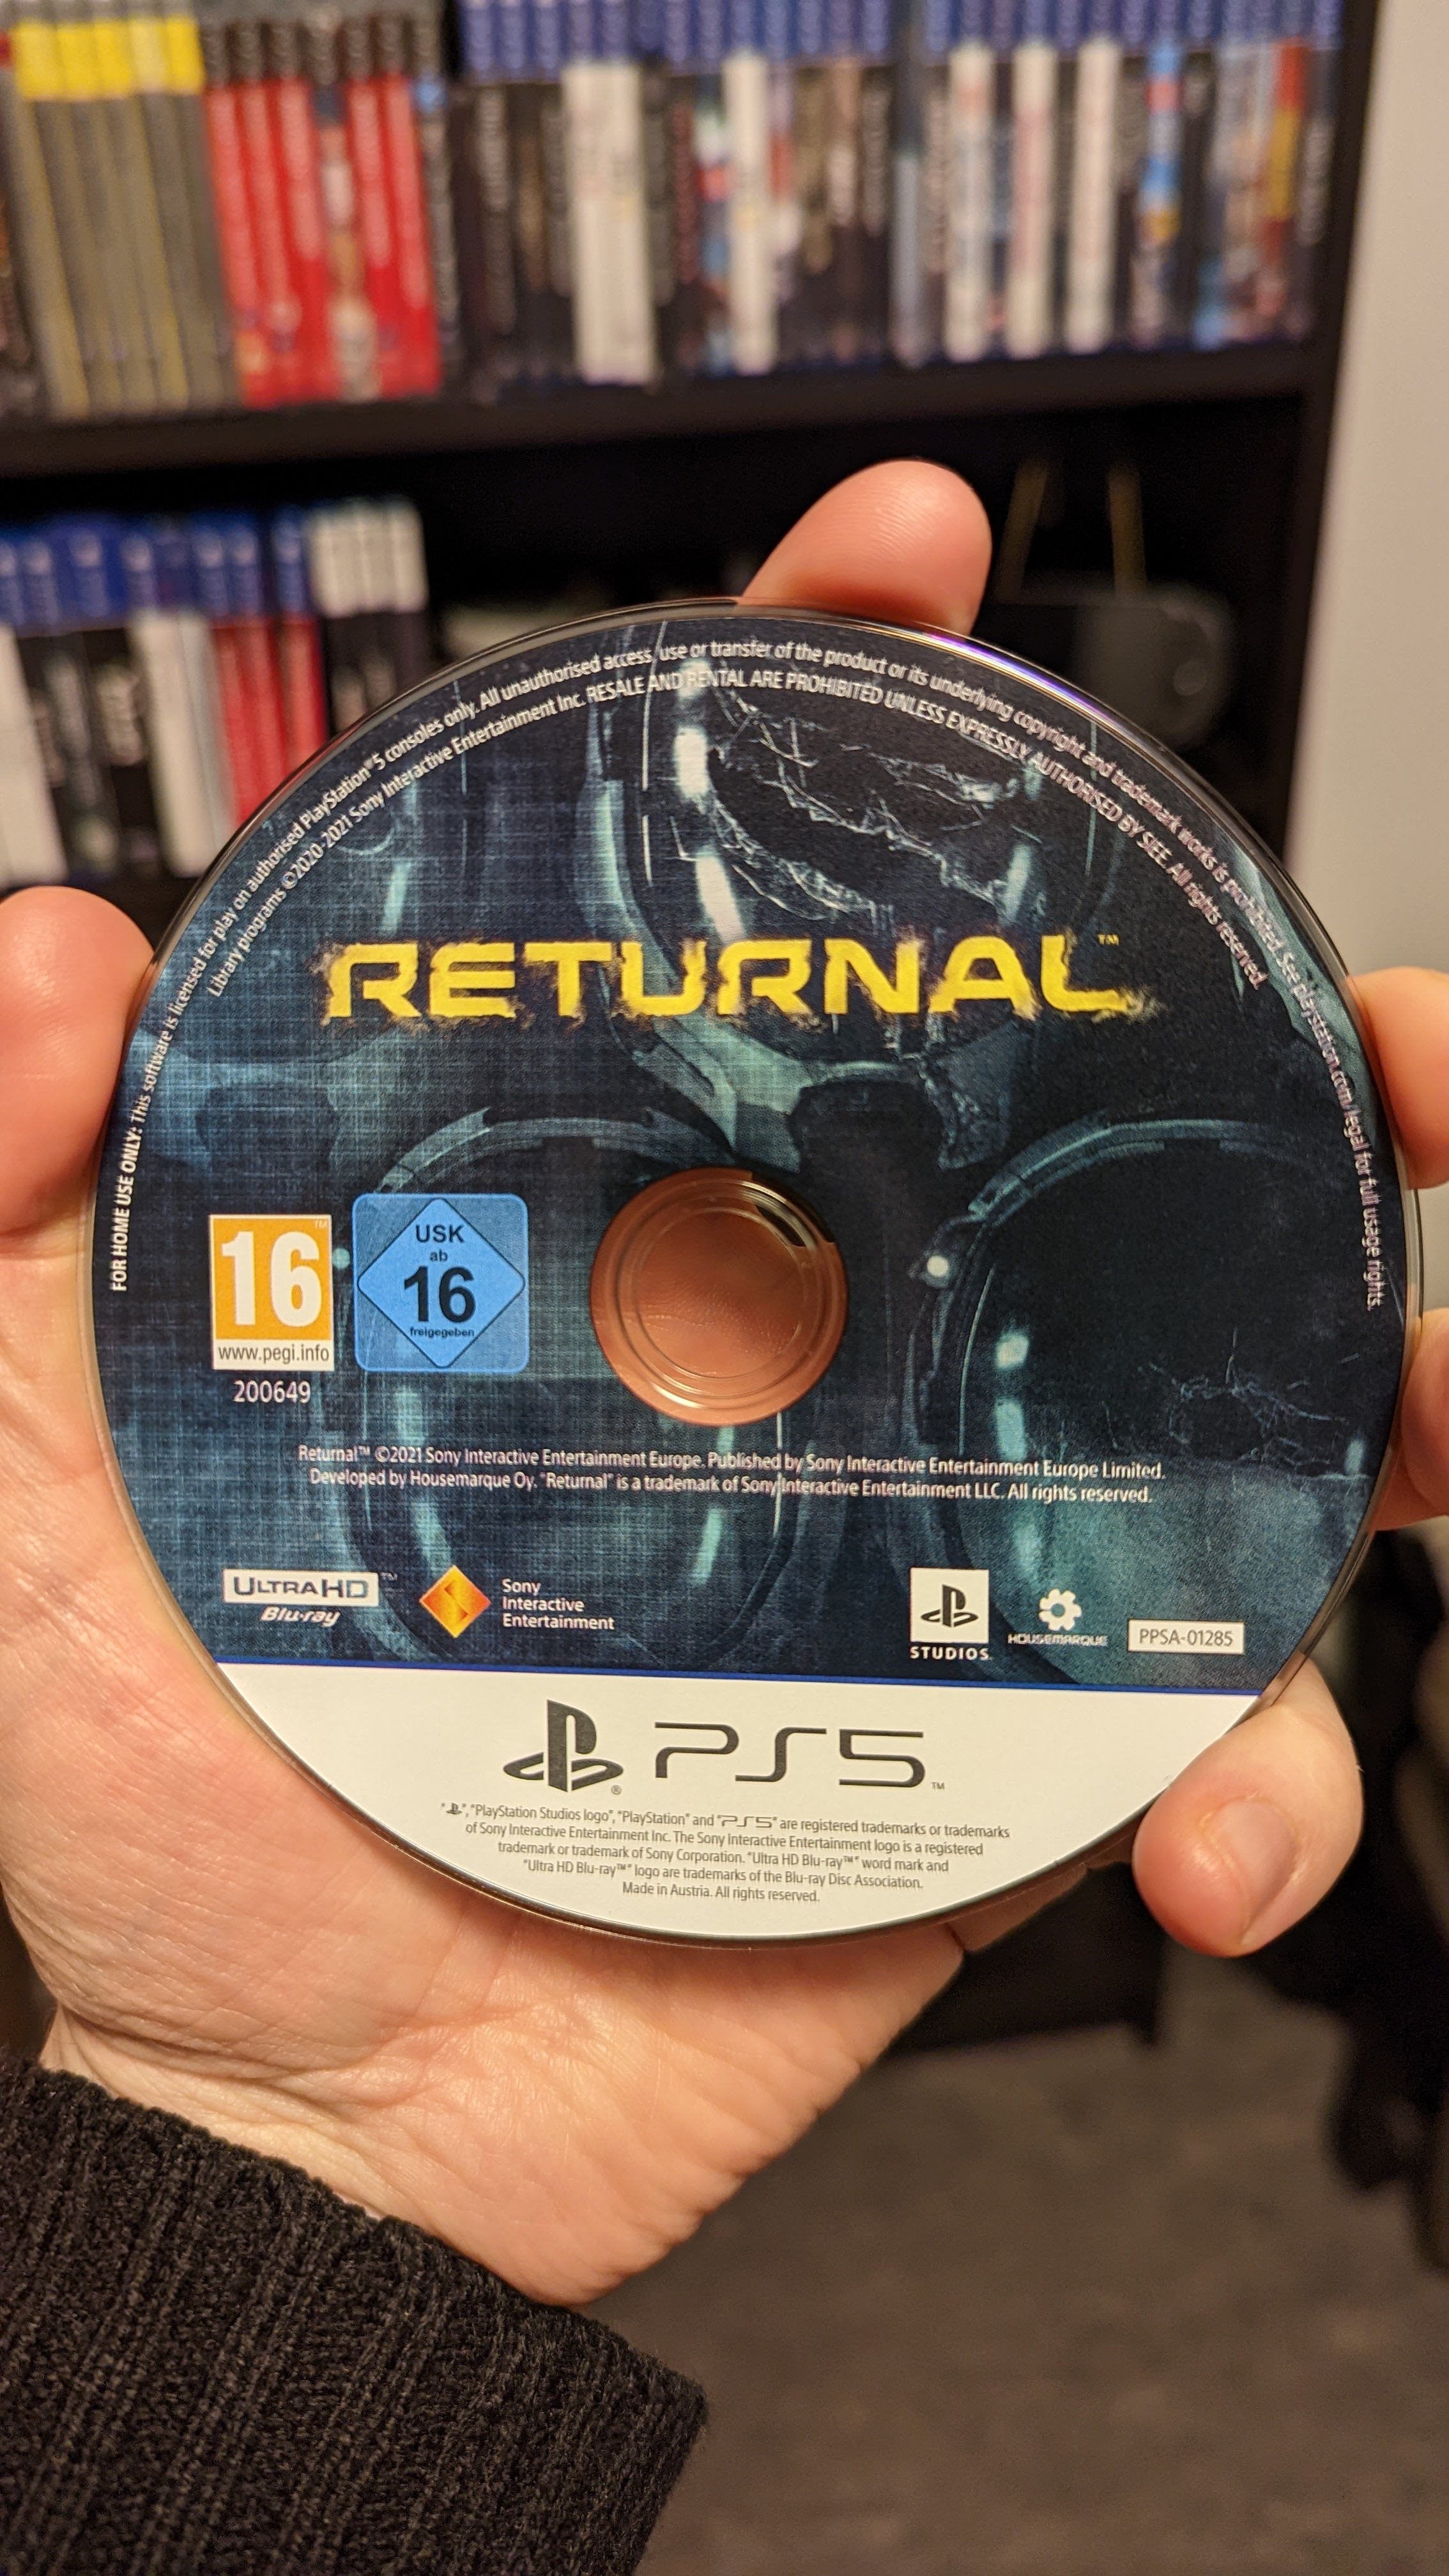 FOR HOME USE ONLY: This software is licensed for play on authorised PlayStation®5 consoles only. All unauthorised access, use or transfer of the product or its underlying copyright and trademark works is prohibited. See playstation.com/legal for full usage rights.
Library programs ©2020-2021 Sony Interactive Entertainment Inc. RESALE AND RENTAL ARE PROHIBITED UNLESS EXPRESSLY AUTHORISED BY SIEE. All rights reserved.
RETURNAL™
16™
www.pegi.info
200649
USK
ab
16
freigegeben
Returnal™ ©2021 Sony Interactive Entertainment Europe. Published by Sony Interactive Entertainment Europe Limited.
Developed by Housemarque Oy. "Returnal" is a trademark of Sony Interactive Entertainment LLC. All rights reserved.
ULTRA HD™
Blu-ray
Sony
Interactive
Entertainment
STUDIOS
HOUSEMARQUE
PPSA-01285
® PS5™
"PlayStation Studios logo", "PlayStation" and "PS5" are registered trademarks or trademarks
of Sony Interactive Entertainment Inc. The Sony Interactive Entertainment logo is a registered
trademark or trademark of Sony Corporation. "Ultra HD Blu-ray™" word mark and
"Ultra HD Blu-ray™" logo are trademarks of the Blu-ray Disc Association.
Made in Austria. All rights reserved.